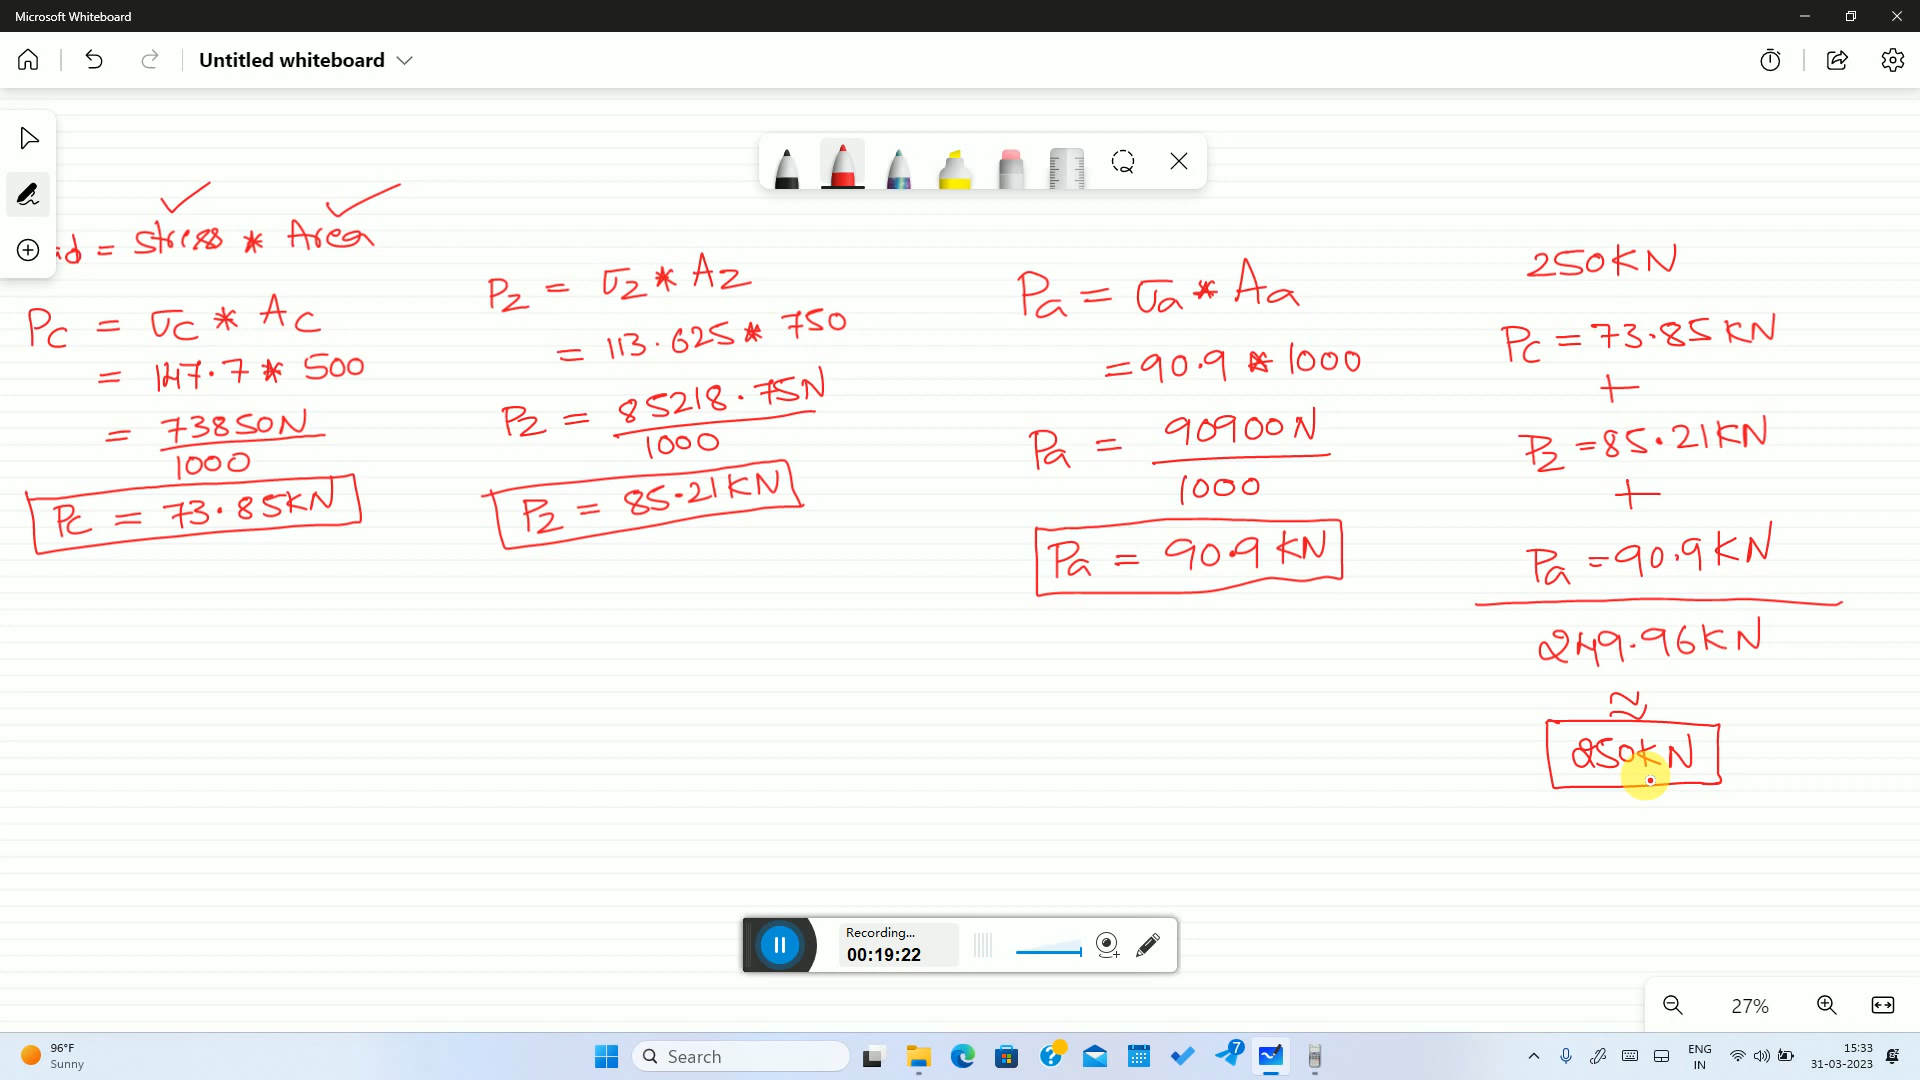 Microsoft Whiteboard
Untitled whiteboard
ad = Stress * Area
Pc = σc * Ac
= 147.7 * 500
= 73850N
1000
Pc = 73.85KN
Pz = σz * Az
= 113.625 * 750
Pz = 85218.75N
1000
Pz = 85.21KN
Pa = σa * Aa
= 90.9 * 1000
Pa = 90900N
1000
Pa = 90.9 KN
250KN
Pc = 73.85 KN
+
Pz = 85.21KN
+
Pa = 90.9KN
249.96KN
≈
250KN
Recording...
00:19:22
27%
96°F
Sunny
Search
7
ENG
IN
15:33
31-03-2023